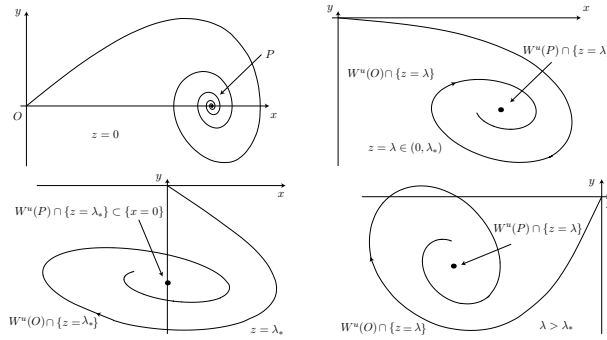 y
P
O
x
z = 0
x
y
W^u(P) ∩ {z = λ
W^u(O) ∩ {z = λ}
z = λ ∈ (0, λ_*)
y
x
W^u(P) ∩ {z = λ_*} ⊂ {x = 0}
W^u(O) ∩ {z = λ_*}
z = λ_*
y
W^u(P) ∩ {z = λ}
W^u(O) ∩ {z = λ}
λ > λ_*